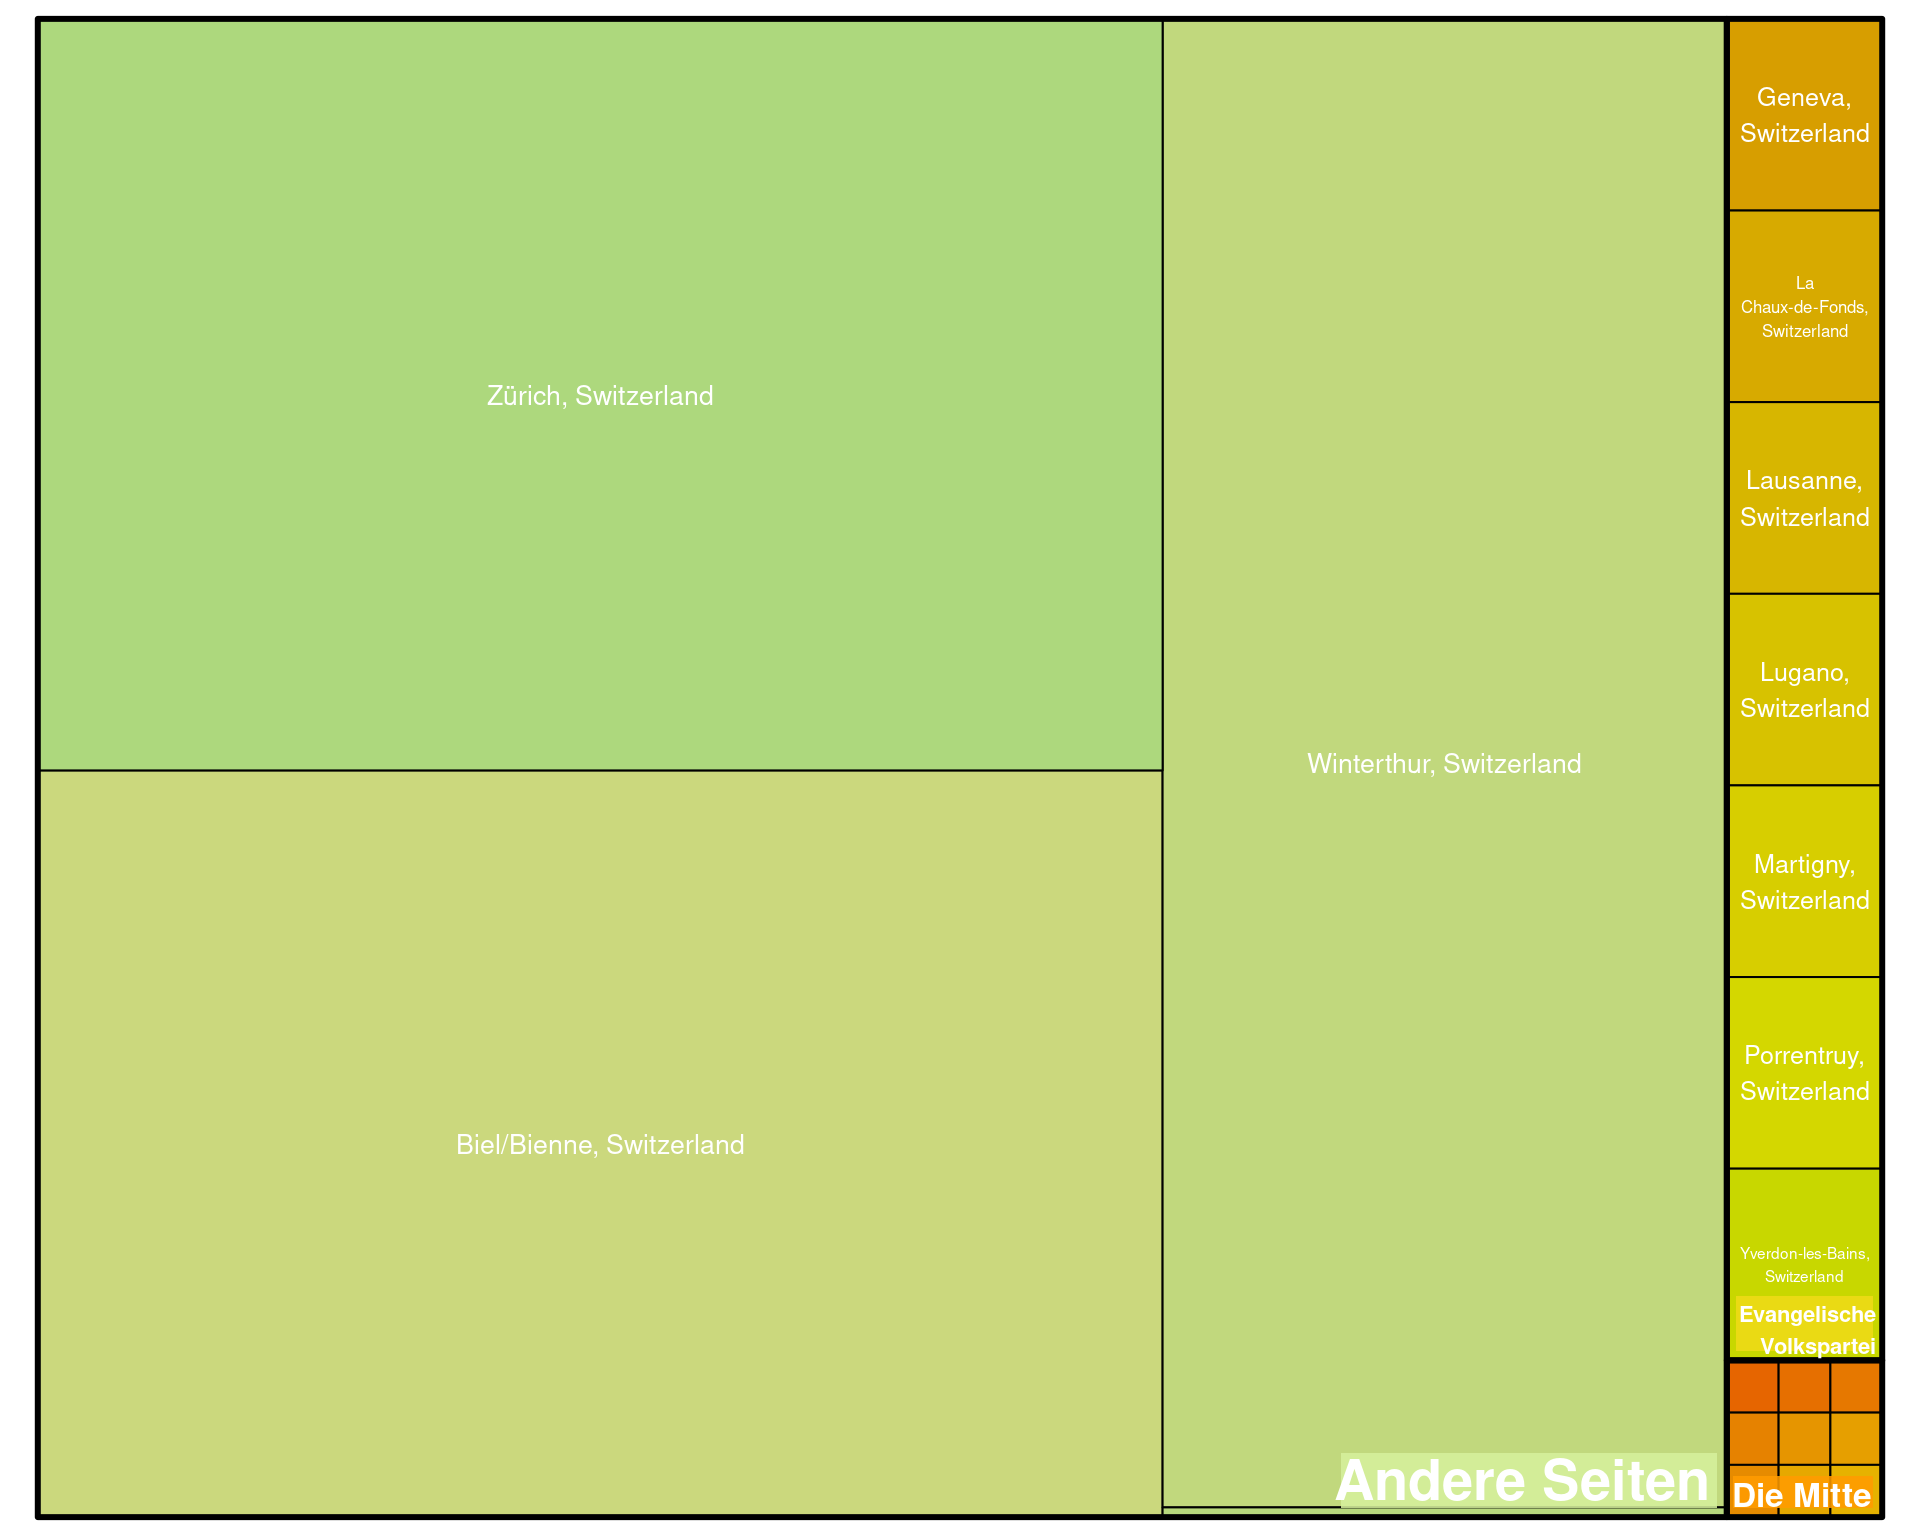 Zürich, Switzerland
Biel/Bienne, Switzerland
Winterthur, Switzerland
Andere Seiten
Geneva,
Switzerland
La
Chaux-de-Fonds,
Switzerland
Lausanne,
Switzerland
Lugano,
Switzerland
Martigny,
Switzerland
Porrentruy,
Switzerland
Yverdon-les-Bains,
Switzerland
Evangelische
Volkspartei
Die Mitte